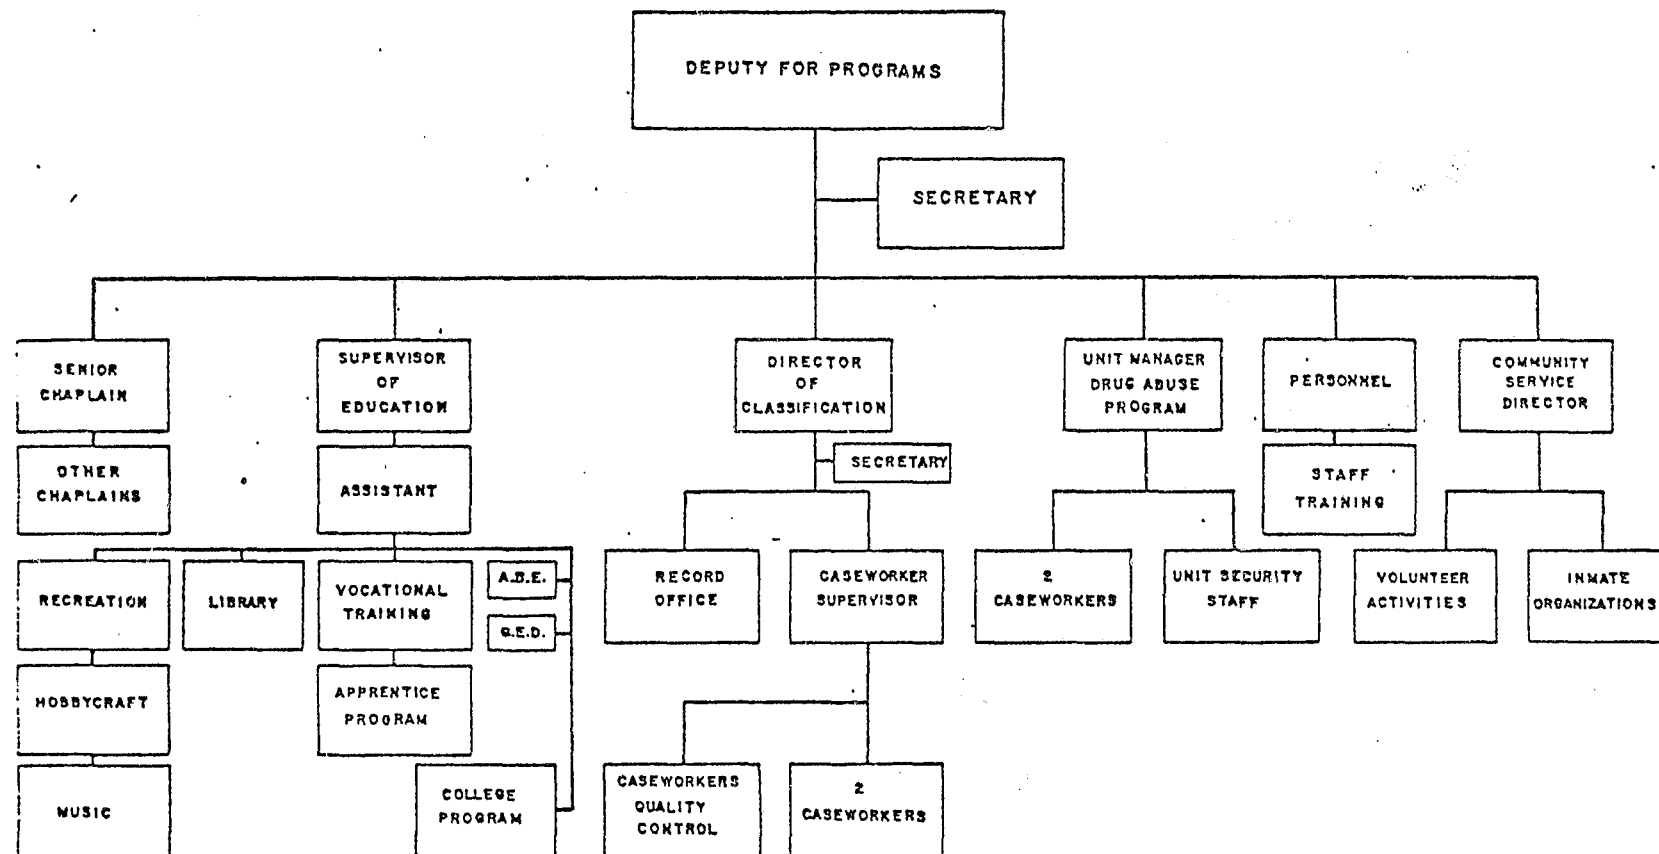 DEPUTY FOR PROGRAMS
SECRETARY
SENIOR
CHAPLAIN
SUPERVISOR
OF
EDUCATION
DIRECTOR
OF
CLASSIFICATION
UNIT MANAGER
DRUG ABUSE
PROGRAM
PERSONNEL
COMMUNITY
SERVICE
DIRECTOR
OTHER
CHAPLAINS
ASSISTANT
SECRETARY
STAFF
TRAINING
RECREATION
LIBRARY
VOCATIONAL
TRAINING
A.B.E.
G.E.D.
RECORD
OFFICE
CASEWORKER
SUPERVISOR
2
CASEWORKERS
UNIT SECURITY
STAFF
VOLUNTEER
ACTIVITIES
INMATE
ORGANIZATIONS
HOBBYCRAFT
APPRENTICE
PROGRAM
MUSIC
COLLEGE
PROGRAM
CASEWORKERS
QUALITY
CONTROL
2
CASEWORKERS